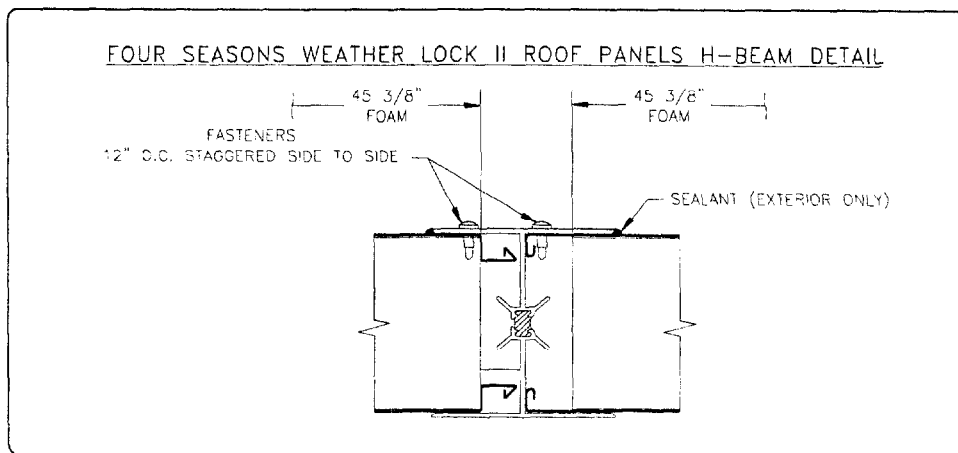 FOUR SEASONS WEATHER LOCK II ROOF PANELS H-BEAM DETAIL
45 3/8"
FOAM
45 3/8"
FOAM
FASTENERS
12" O.C. STAGGERED SIDE TO SIDE
SEALANT (EXTERIOR ONLY)